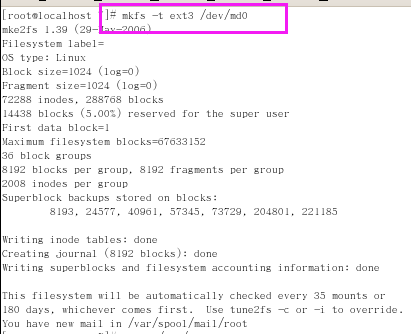 [root@localhost ~]# mkfs -t ext3 /dev/md0
mke2fs 1.39 (29-May-2006)
Filesystem label=
OS type: Linux
Block size=1024 (log=0)
Fragment size=1024 (log=0)
72288 inodes, 288768 blocks
14438 blocks (5.00%) reserved for the super user
First data block=1
Maximum filesystem blocks=67633152
36 block groups
8192 blocks per group, 8192 fragments per group
2008 inodes per group
Superblock backups stored on blocks:
8193, 24577, 40961, 57345, 73729, 204801, 221185
Writing inode tables: done
Creating journal (8192 blocks): done
Writing superblocks and filesystem accounting information: done
This filesystem will be automatically checked every 35 mounts or
180 days, whichever comes first.  Use tune2fs -c or -i to override.
You have new mail in /var/spool/mail/root